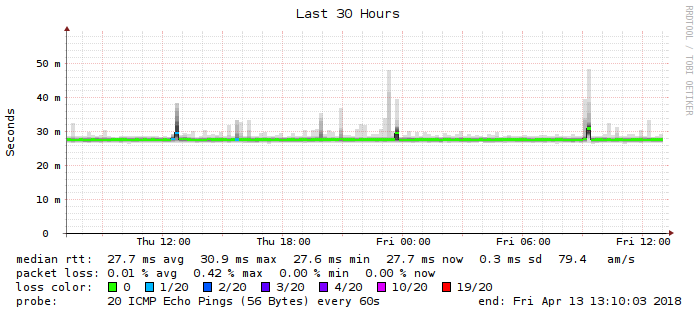 Last 30 Hours
RRDTOOL / TOBI OETIKER
Seconds
50 m
40 m
30 m
20 m
10 m
0
Thu 12:00 Thu 18:00 Fri 00:00 Fri 06:00 Fri 12:00
median rtt: 27.7 ms avg 30.9 ms max 27.6 ms min 27.7 ms now 0.3 ms sd 79.4 am/s
packet loss: 0.01 % avg 0.42 % max 0.00 % min 0.00 % now
loss color: 0 1/20 2/20 3/20 4/20 10/20 19/20
probe: 20 ICMP Echo Pings (56 Bytes) every 60s end: Fri Apr 13 13:10:03 2018